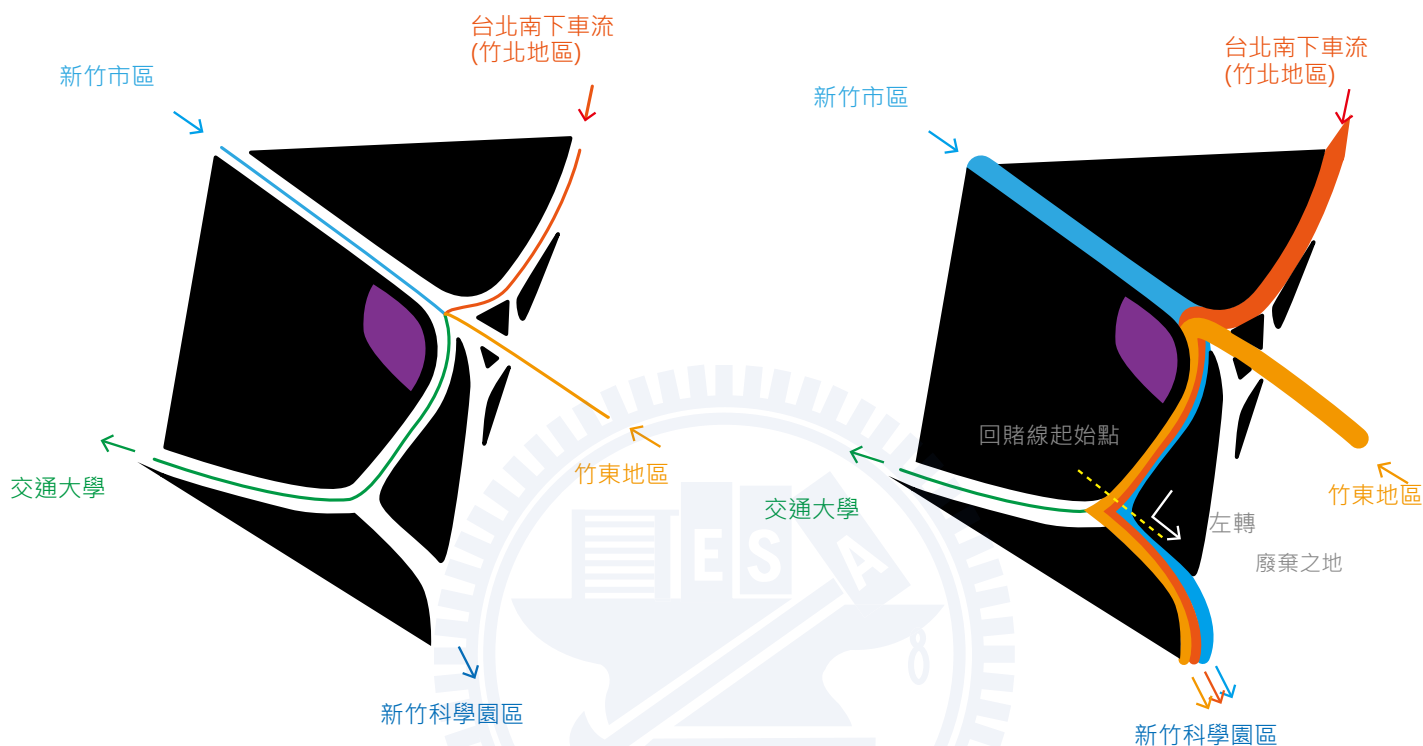 台北南下車流
(竹北地區)
新竹市區
竹東地區
交通大學
新竹科學園區
台北南下車流
(竹北地區)
新竹市區
回賭線起始點
竹東地區
交通大學
左轉
廢棄之地
新竹科學園區
ESA